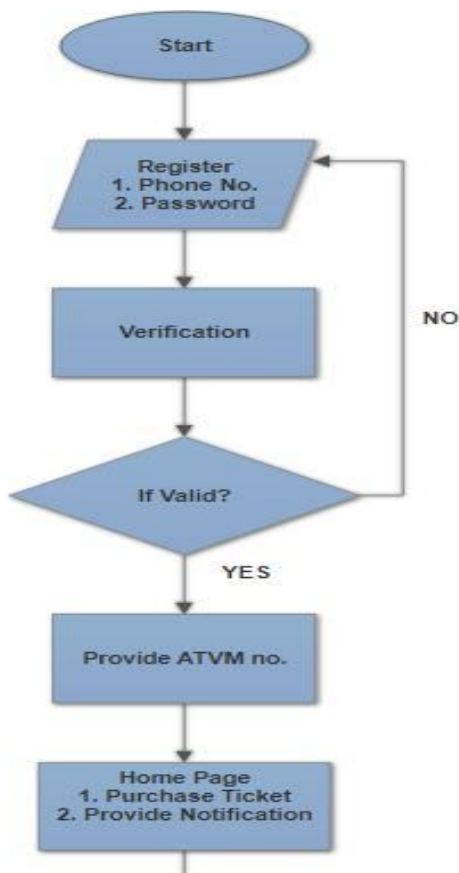 Start
Register
1. Phone No.
2. Password
Verification
NO
If Valid?
YES
Provide ATVM no.
Home Page
1. Purchase Ticket
2. Provide Notification